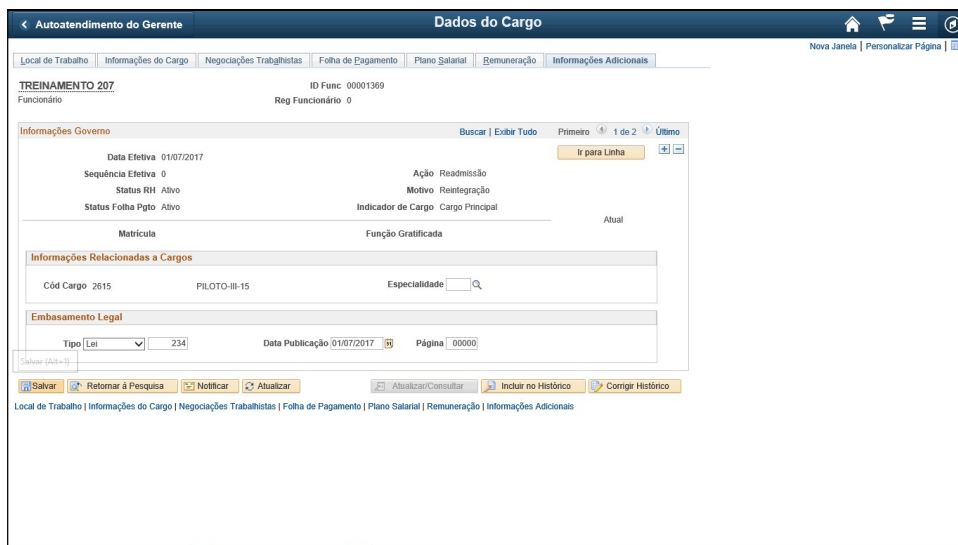 Autoatendimento do Gerente Dados do Cargo
Nova Janela | Personalizar Página |
Local de Trabalho Informações do Cargo Negociações Trabalhistas Folha de Pagamento Plano Salarial Remuneração Informações Adicionais
TREINAMENTO 207 ID Func 00001369
Funcionário Reg Funcionário 0
Informações Governo Buscar | Exibir Tudo Primeiro 1 de 2 Último
Ir para Linha
Data Efetiva 01/07/2017
Sequência Efetiva 0 Ação Readmissão
Status RH Ativo Motivo Reintegração
Status Folha Pgto Ativo Indicador de Cargo Cargo Principal
Atual
Matrícula Função Gratificada
Informações Relacionadas a Cargos
Cód Cargo 2615 PILOTO-III-15 Especialidade
Embasamento Legal
Tipo Lei 234 Data Publicação 01/07/2017 Página 00000
Salvar (Alt+1)
Salvar Retornar à Pesquisa Notificar Atualizar Atualizar/Consultar Incluir no Histórico Corrigir Histórico
Local de Trabalho | Informações do Cargo | Negociações Trabalhistas | Folha de Pagamento | Plano Salarial | Remuneração | Informações Adicionais